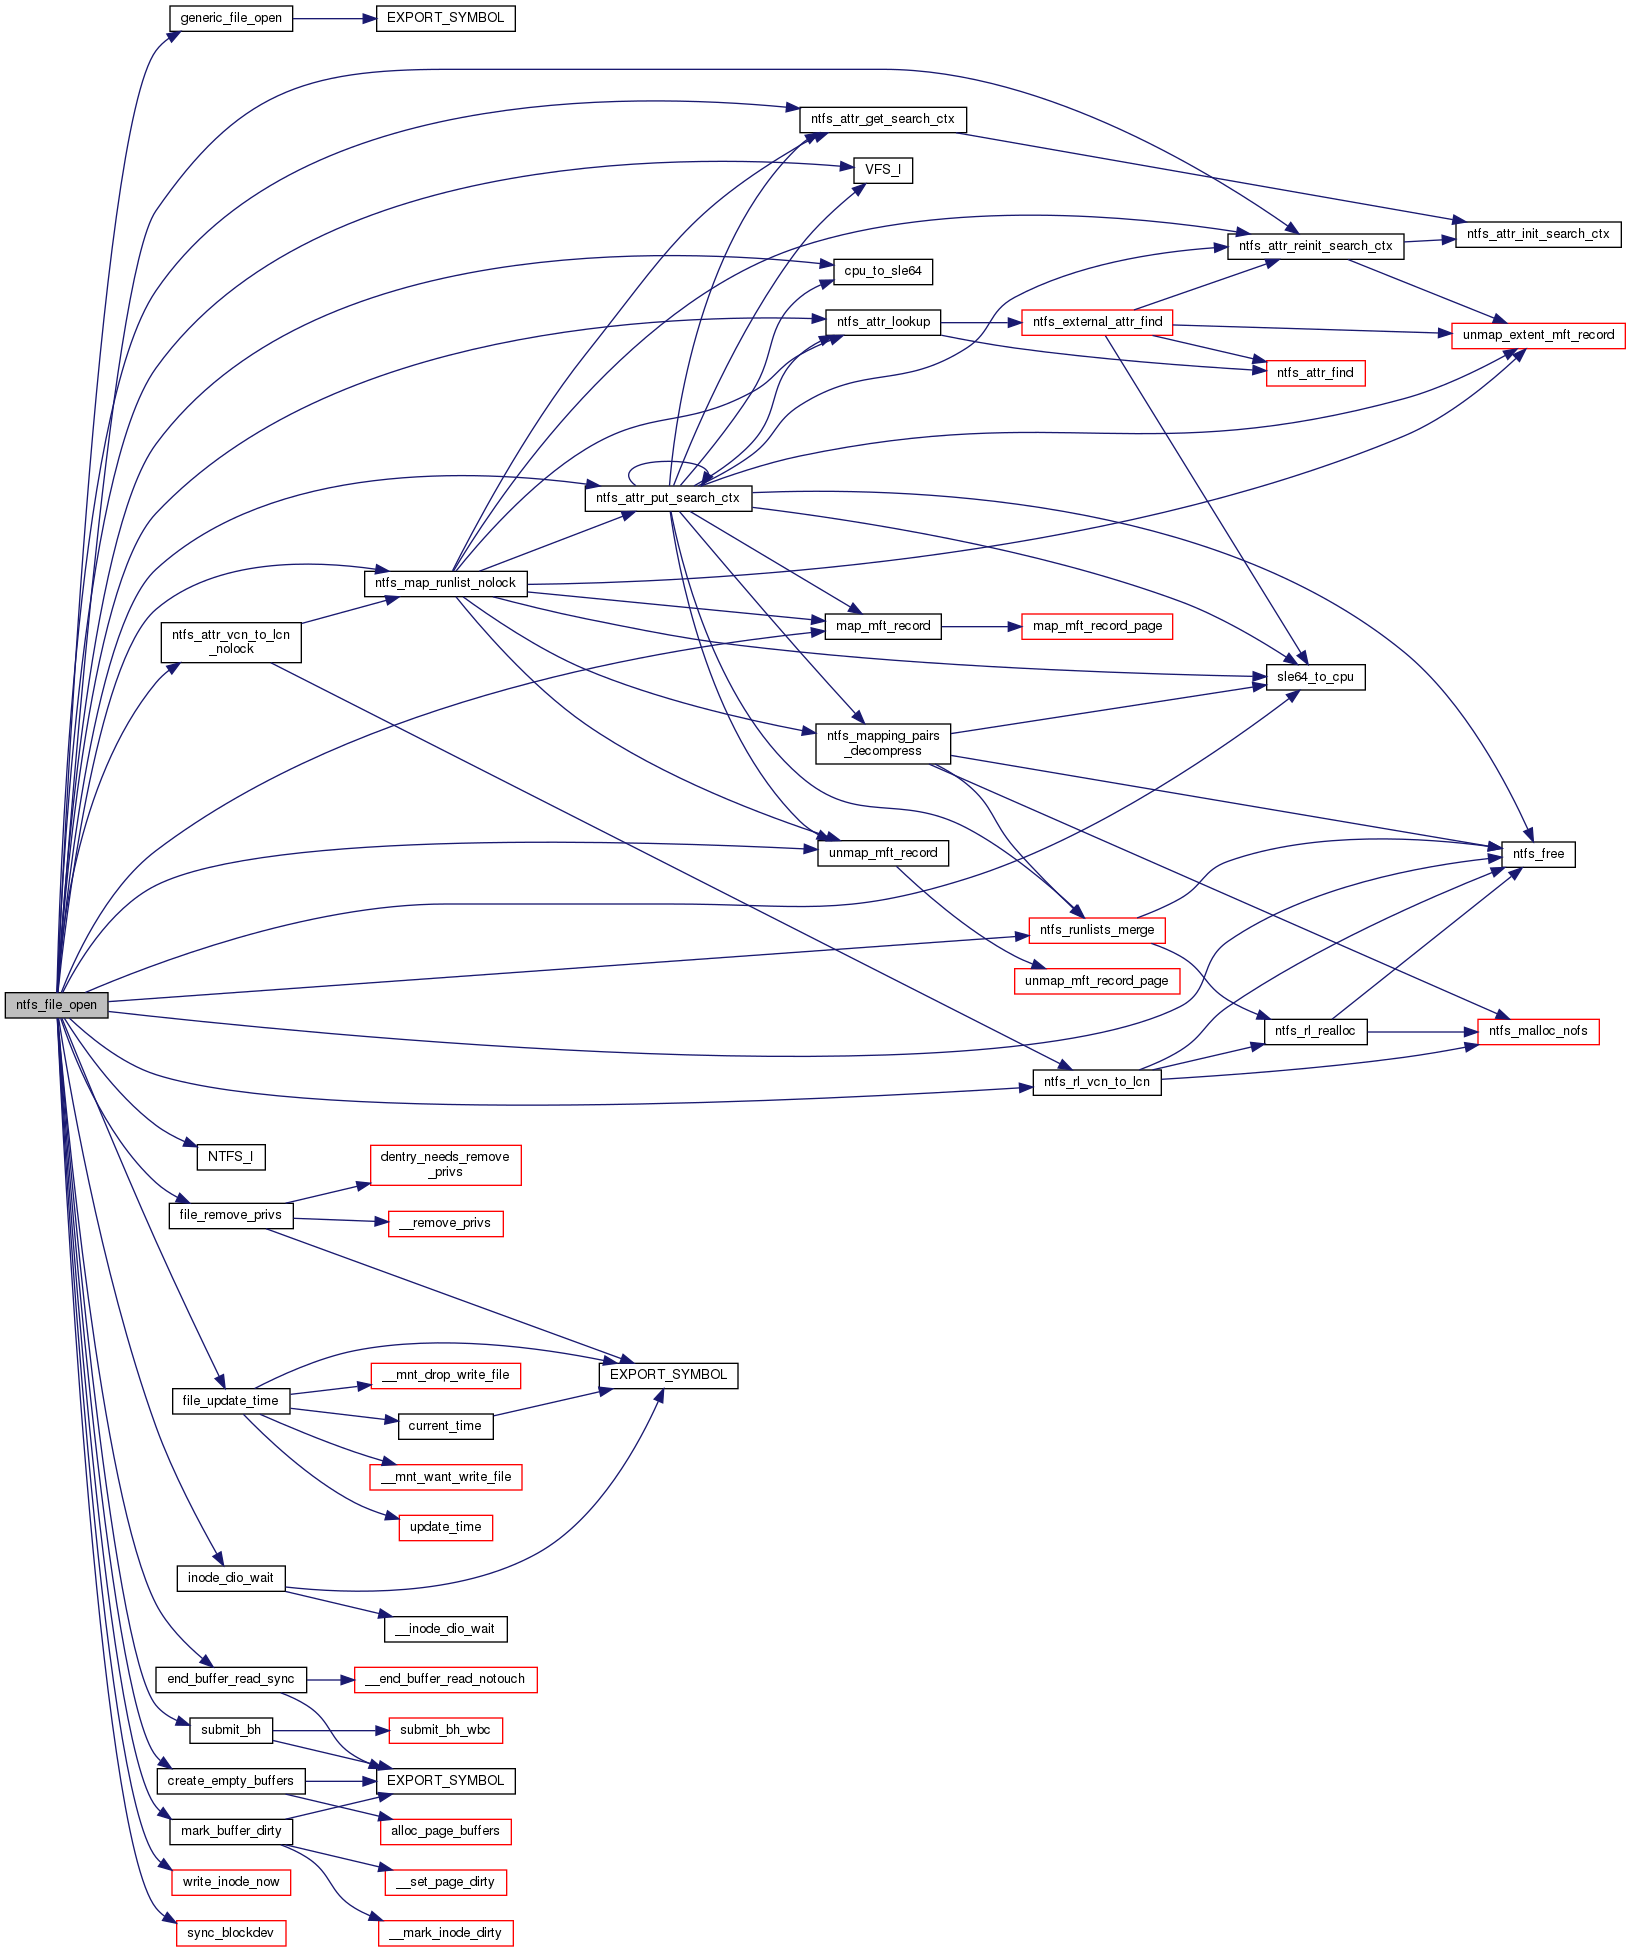 generic_file_open
EXPORT_SYMBOL
ntfs_attr_get_search_ctx
VFS_I
ntfs_attr_init_search_ctx
ntfs_attr_reinit_search_ctx
cpu_to_sle64
ntfs_attr_lookup
ntfs_external_attr_find
unmap_extent_mft_record
ntfs_attr_find
ntfs_attr_put_search_ctx
ntfs_map_runlist_nolock
ntfs_attr_vcn_to_lcn
_nolock
map_mft_record
map_mft_record_page
sle64_to_cpu
ntfs_mapping_pairs
_decompress
unmap_mft_record
ntfs_free
ntfs_runlists_merge
unmap_mft_record_page
ntfs_file_open
ntfs_rl_realloc
ntfs_malloc_nofs
ntfs_rl_vcn_to_lcn
NTFS_I
dentry_needs_remove
_privs
file_remove_privs
__remove_privs
__mnt_drop_write_file
EXPORT_SYMBOL
file_update_time
current_time
__mnt_want_write_file
update_time
inode_dio_wait
__inode_dio_wait
end_buffer_read_sync
__end_buffer_read_notouch
submit_bh
submit_bh_wbc
create_empty_buffers
EXPORT_SYMBOL
mark_buffer_dirty
alloc_page_buffers
write_inode_now
__set_page_dirty
sync_blockdev
__mark_inode_dirty